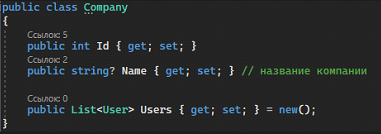 public class Company
{
Ссылок: 5
public int Id { get; set; }
Ссылок: 2
public string? Name { get; set; } // название компании
Ссылок: 0
public List<User> Users { get; set; } = new();
}